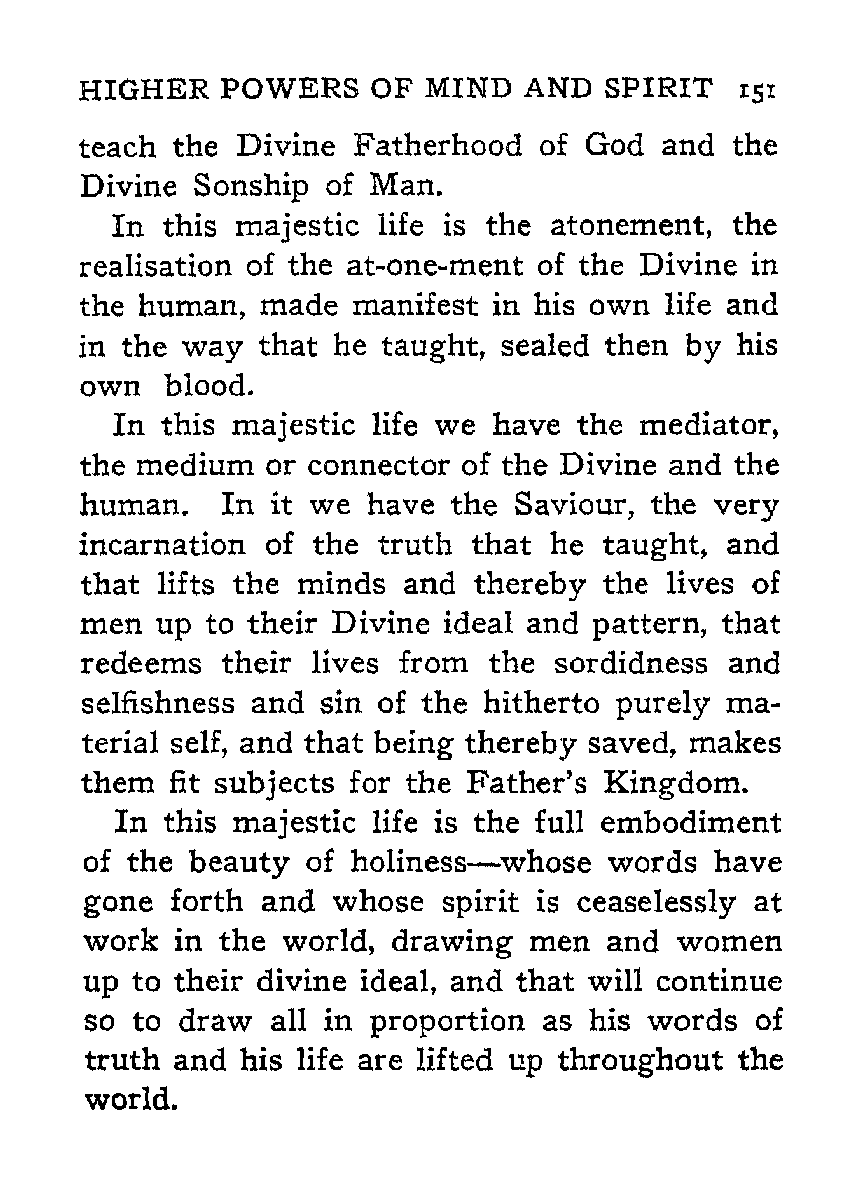 HIGHER POWERS OF MIND AND SPIRIT 151
teach the Divine Fatherhood of God and the
Divine Sonship of Man.
In this majestic life is the atonement, the
realisation of the at-one-ment of the Divine in
the human, made manifest in his own life and
in the way that he taught, sealed then by his
own blood.
In this majestic life we have the mediator,
the medium or connector of the Divine and the
human. In it we have the Saviour, the very
incarnation of the truth that he taught, and
that lifts the minds and thereby the lives of
men up to their Divine ideal and pattern, that
redeems their lives from the sordidness and
selfishness and sin of the hitherto purely ma-
terial self, and that being thereby saved, makes
them fit subjects for the Father's Kingdom.
In this majestic life is the full embodiment
of the beauty of holiness—whose words have
gone forth and whose spirit is ceaselessly at
work in the world, drawing men and women
up to their divine ideal, and that will continue
so to draw all in proportion as his words of
truth and his life are lifted up throughout the
world.